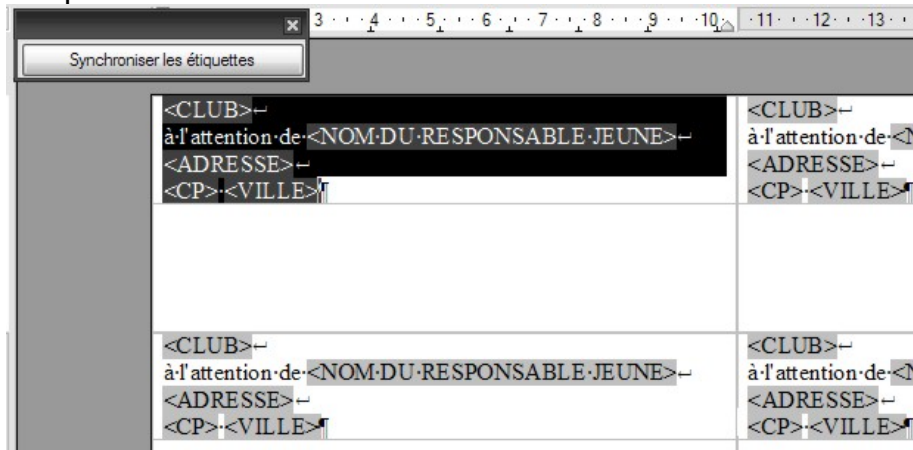 3 4 5 6 7 8 9 10 11 12 13
Synchroniser les étiquettes
<CLUB>↵ <CLUB>↵
à·l'attention·de·<NOM·DU·RESPONSABLE·JEUNE>↵ à·l'attention·de·<N
<ADRESSE>↵ <ADRESSE>↵
<CP>·<VILLE>¶ <CP>·<VILLE>¶
<CLUB>↵ <CLUB>↵
à·l'attention·de·<NOM·DU·RESPONSABLE·JEUNE>↵ à·l'attention·de·<N
<ADRESSE>↵ <ADRESSE>↵
<CP>·<VILLE>¶ <CP>·<VILLE>¶